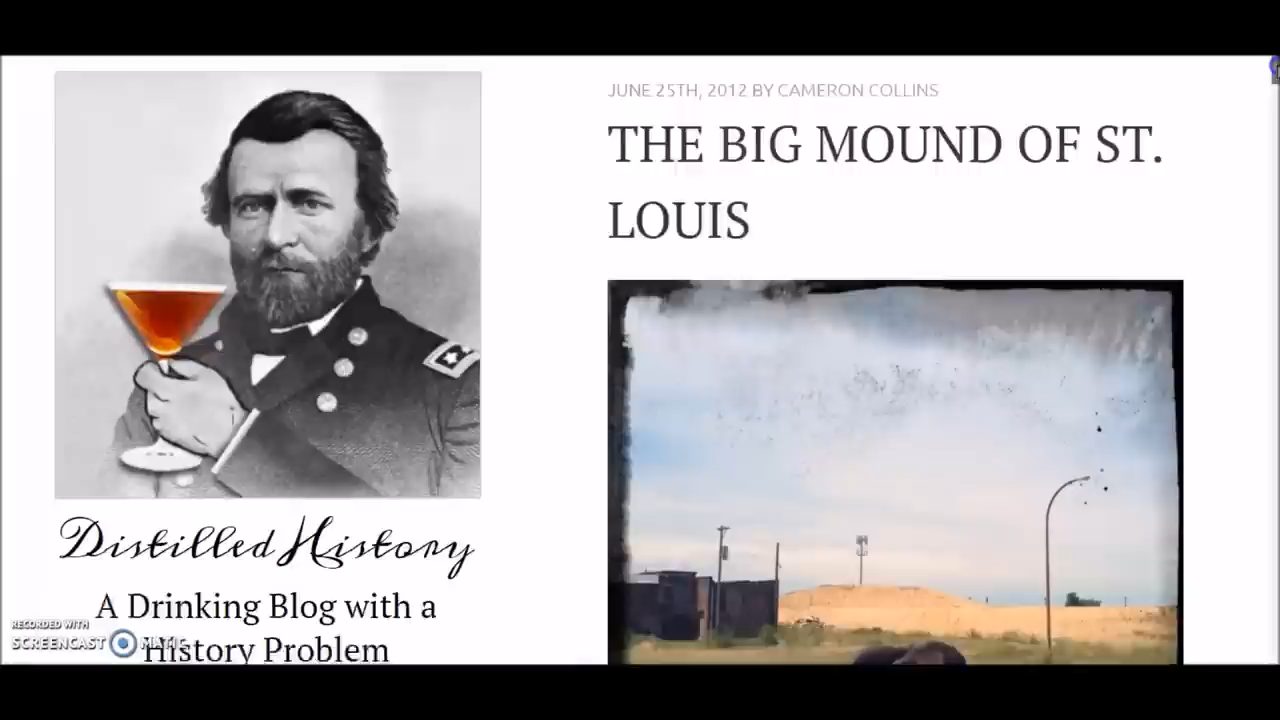 JUNE 25TH, 2012 BY CAMERON COLLINS
THE BIG MOUND OF ST.
LOUIS
Distilled History
A Drinking Blog with a
History Problem
RECORDED WITH
SCREENCAST MATIC